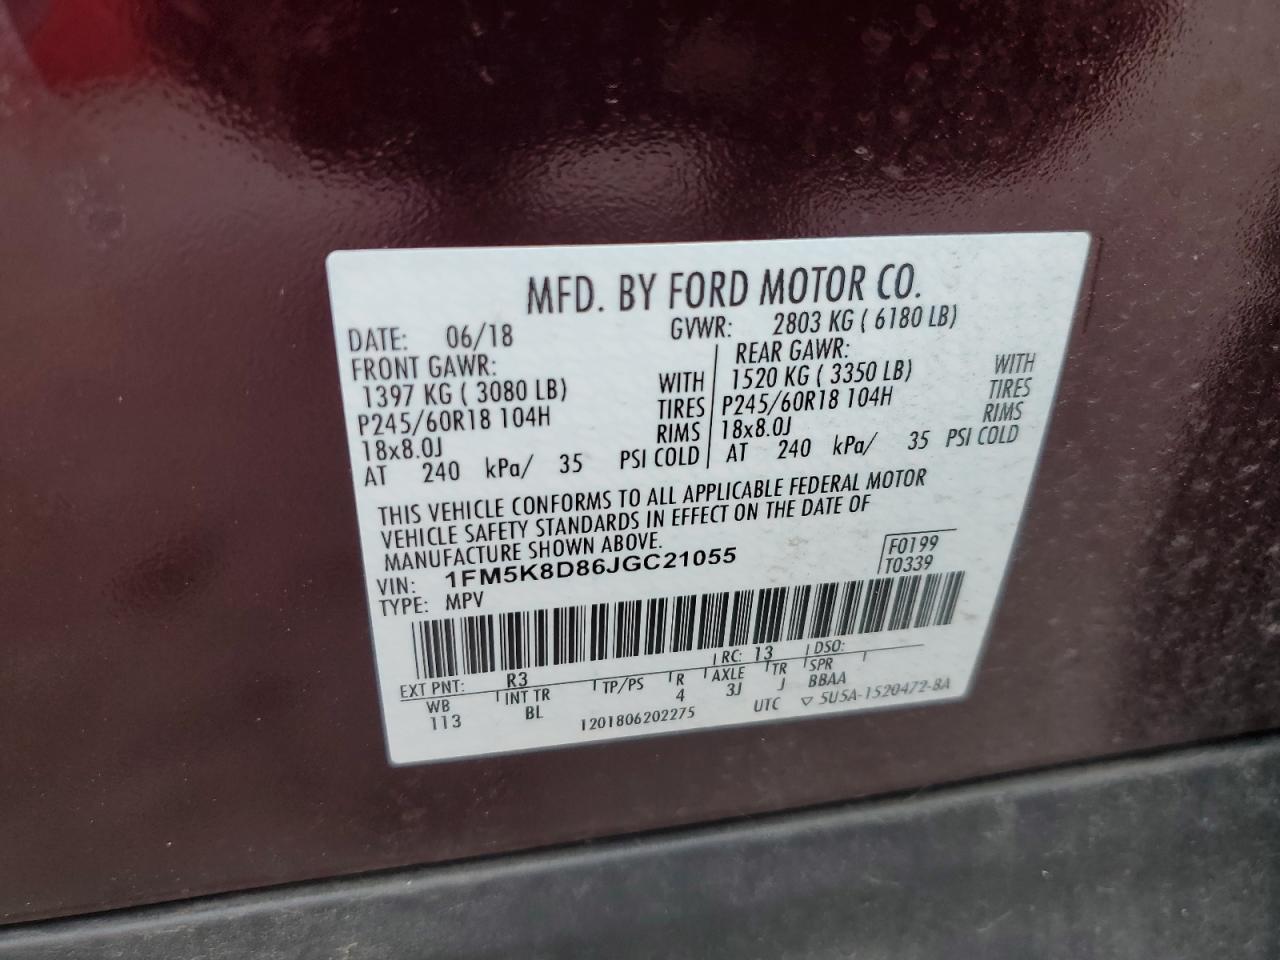 MFD. BY FORD MOTOR CO.
DATE: 06/18 GVWR: 2803 KG ( 6180 LB)
FRONT GAWR: REAR GAWR:
1397 KG ( 3080 LB) WITH 1520 KG ( 3350 LB) WITH
P245/60R18 104H TIRES P245/60R18 104H TIRES
18x8.0J RIMS 18x8.0J RIMS
AT 240 kPa/ 35 PSI COLD AT 240 kPa/ 35 PSI COLD
THIS VEHICLE CONFORMS TO ALL APPLICABLE FEDERAL MOTOR
VEHICLE SAFETY STANDARDS IN EFFECT ON THE DATE OF
MANUFACTURE SHOWN ABOVE.
VIN: 1FM5K8D86JGC21055 F0199
TYPE: MPV T0339
EXT PNT: R3 RC: 13 DSO:
WB INT TR TP/PS R AXLE TR SPR
113 BL 4 3J J BBAA
1201806202275 UTC ▽ 5U5A-1520472-BA